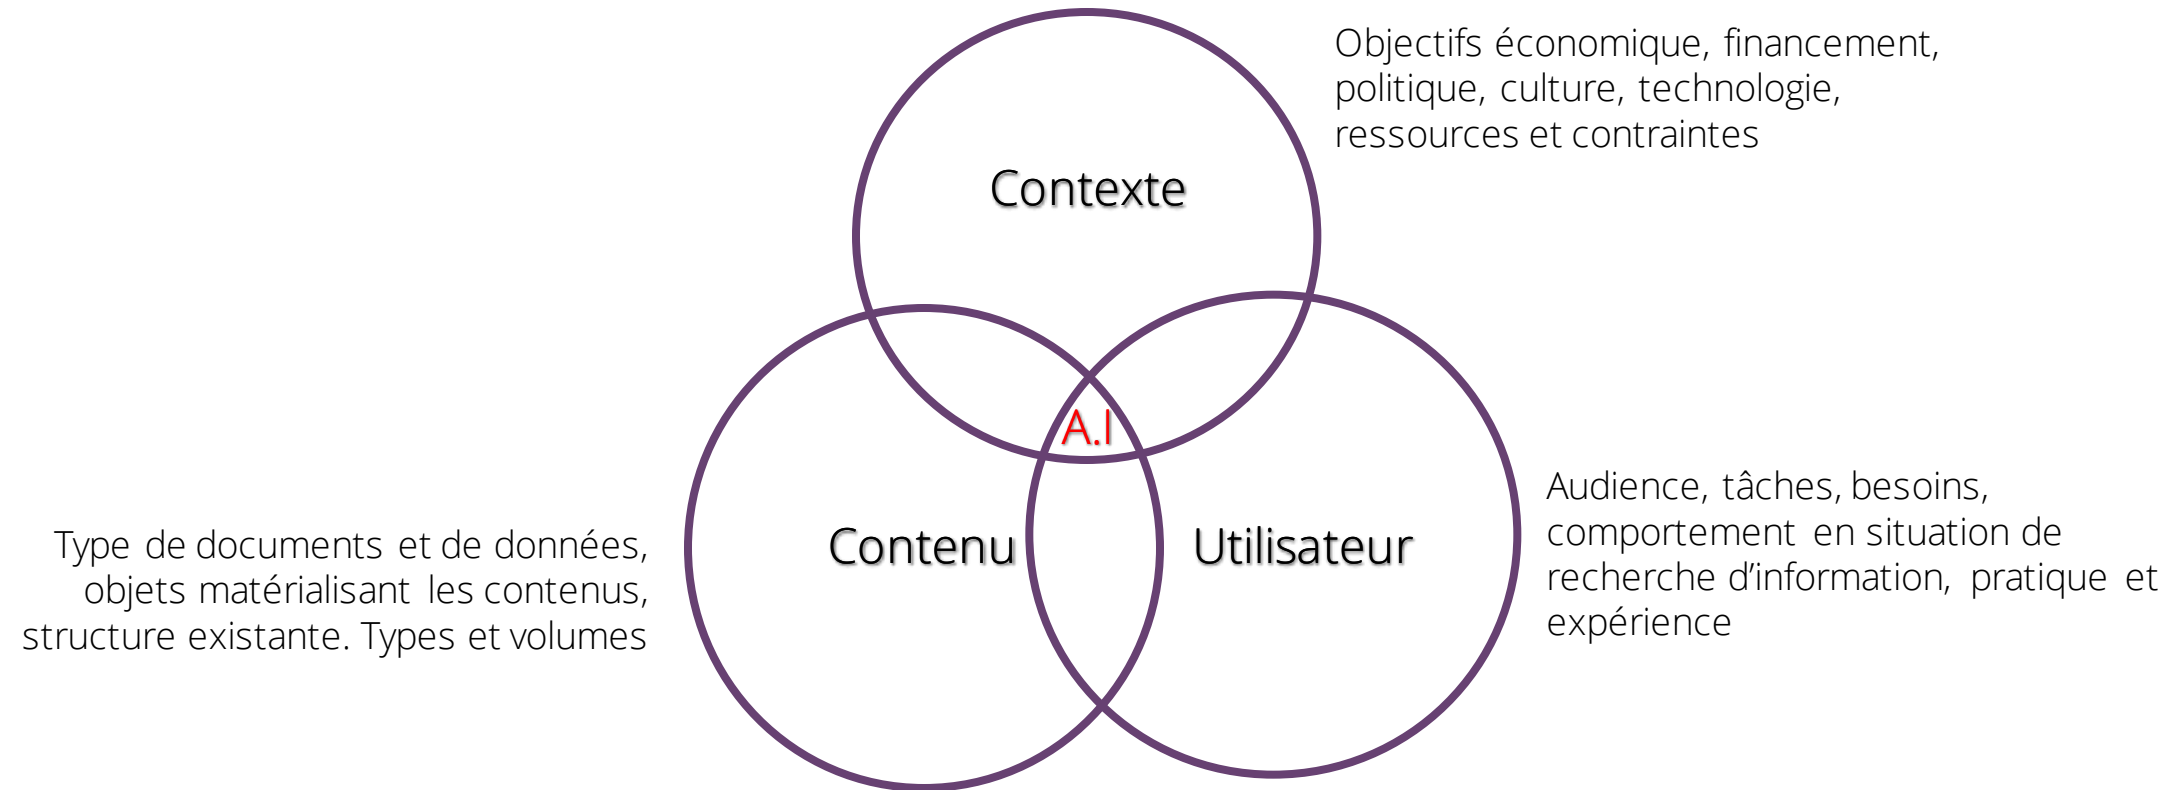 Objectifs économique, financement,
politique, culture, technologie,
ressources et contraintes
Contexte
A.I
Audience, tâches, besoins,
comportement en situation de
recherche d’information, pratique et
expérience
Contenu
Utilisateur
Type de documents et de données,
objets matérialisant les contenus,
structure existante. Types et volumes